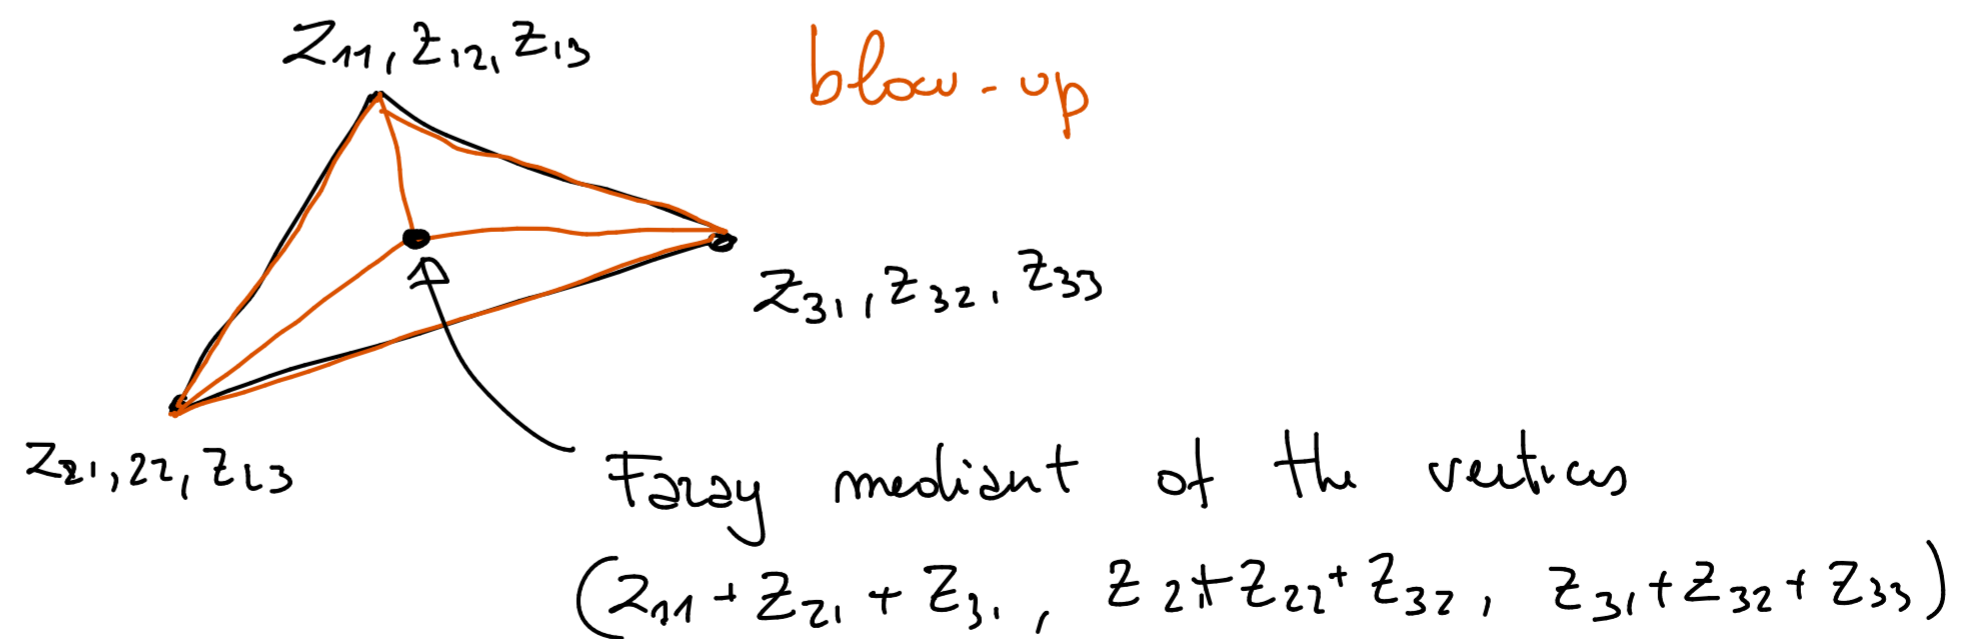 z11, z12, z13
blow-up
z31, z32, z33
z21, 22, z23
Faray mediant of the vertices
(z11 + z21 + z31, z21 + z22 + z32, z31 + z32 + z33)